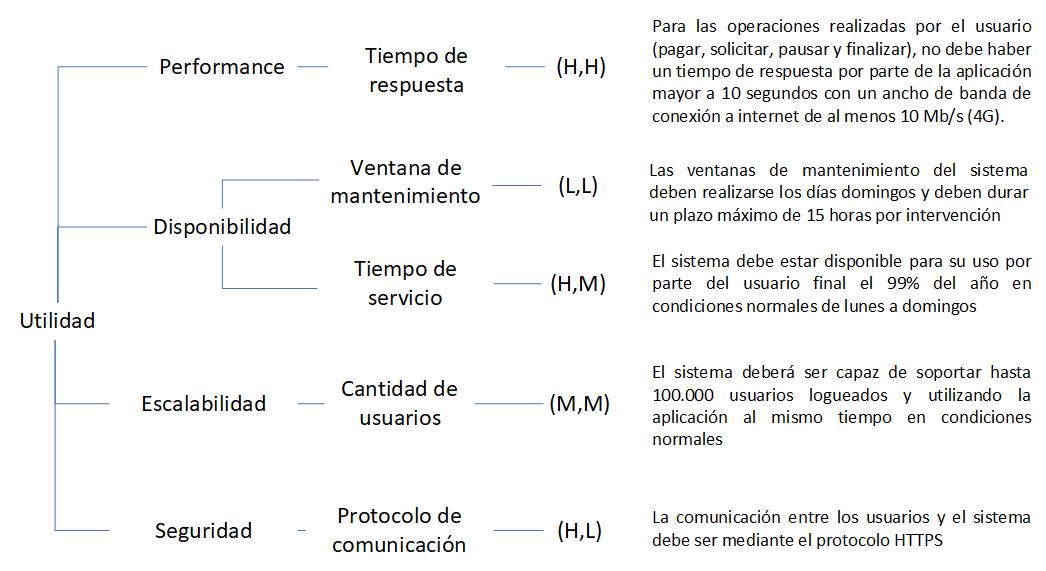 Performance
Tiempo de
respuesta
(H,H)
Para las operaciones realizadas por el usuario
(pagar, solicitar, pausar y finalizar), no debe haber
un tiempo de respuesta por parte de la aplicación
mayor a 10 segundos con un ancho de banda de
conexión a internet de al menos 10 Mb/s (4G).
Disponibilidad
Ventana de
mantenimiento
(L,L)
Las ventanas de mantenimiento del sistema
deben realizarse los días domingos y deben durar
un plazo máximo de 15 horas por intervención
Tiempo de
servicio
(H,M)
El sistema debe estar disponible para su uso por
parte del usuario final el 99% del año en
condiciones normales de lunes a domingos
Utilidad
Escalabilidad
Cantidad de
usuarios
(M,M)
El sistema deberá ser capaz de soportar hasta
100.000 usuarios logueados y utilizando la
aplicación al mismo tiempo en condiciones
normales
Seguridad
Protocolo de
comunicación
(H,L)
La comunicación entre los usuarios y el sistema
debe ser mediante el protocolo HTTPS